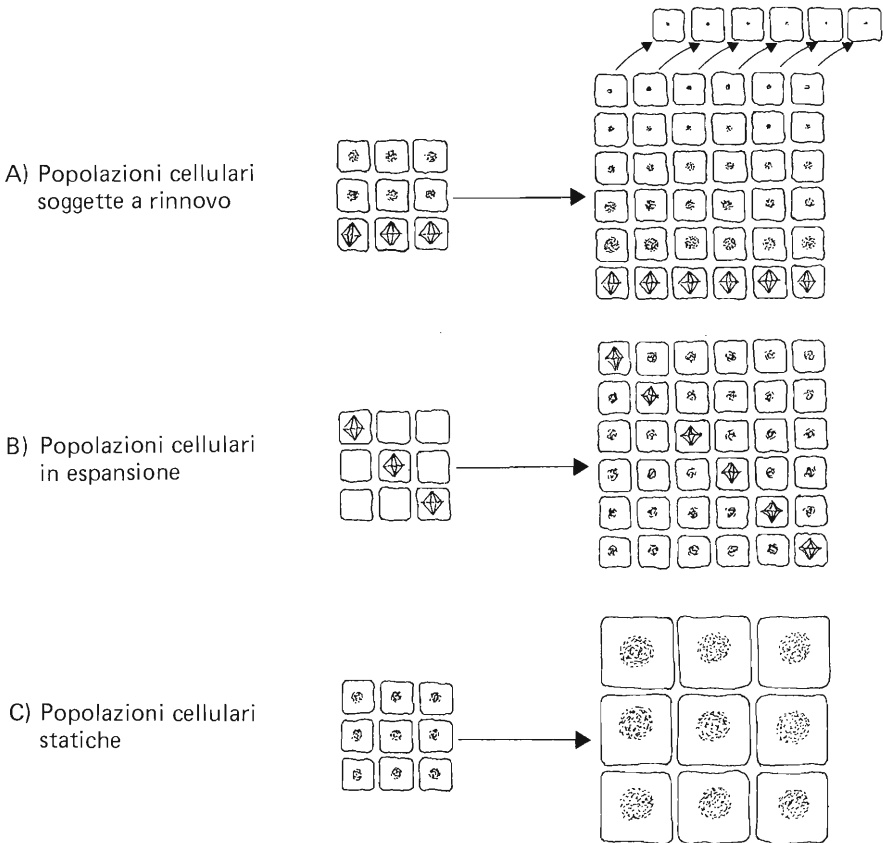 A) Popolazioni cellulari
soggette a rinnovo
B) Popolazioni cellulari
in espansione
C) Popolazioni cellulari
statiche